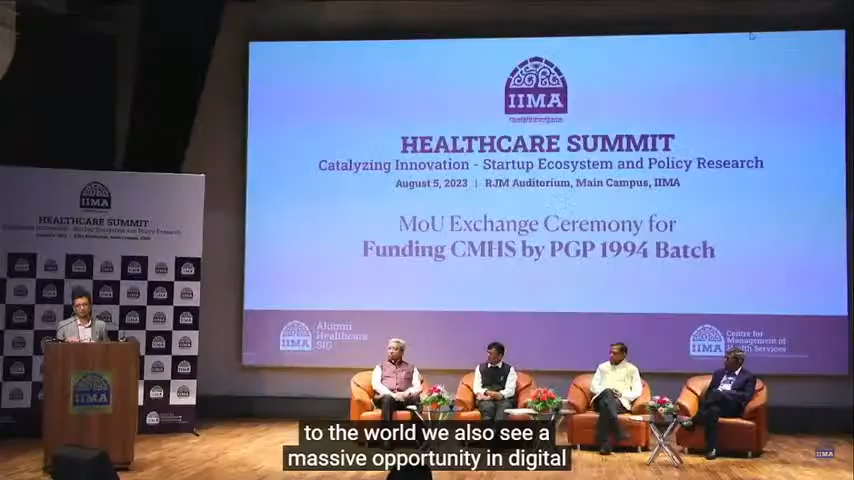 IIMA
HEALTHCARE SUMMIT
Catalyzing Innovation - Startup Ecosystem and Policy Research
August 5, 2023 | RJM Auditorium, Main Campus, IIMA
MoU Exchange Ceremony for
Funding CMHS by PGP 1994 Batch
Alumni
Healthcare
SIG
Centre for
Management of
Health Services
IIMA
HEALTHCARE SUMMIT
IIMA
to the world we also see a
massive opportunity in digital
IIMA